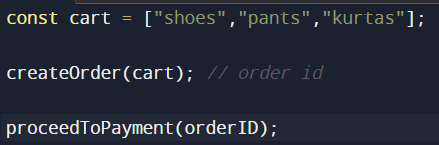 const cart = ["shoes","pants","kurtas"];
createOrder(cart); // order id
proceedToPayment(orderID);